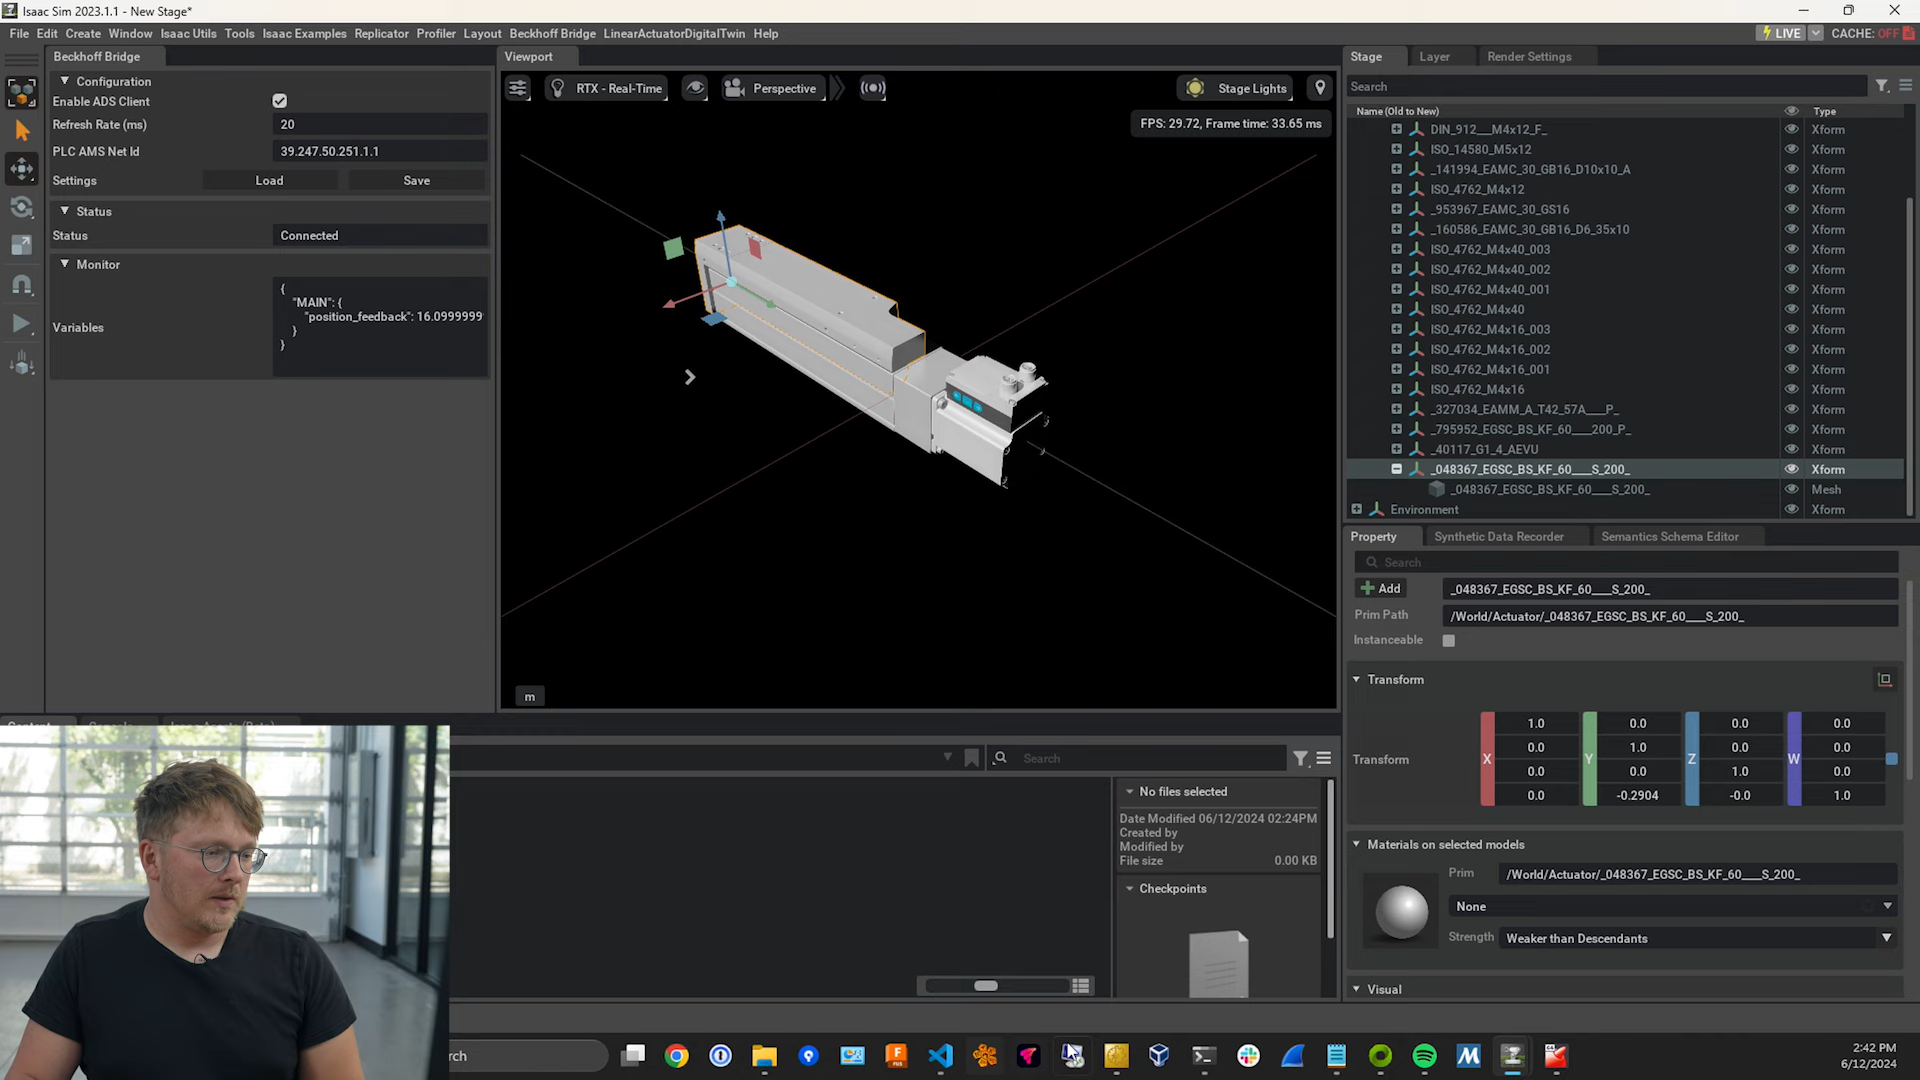 Isaac Sim 2023.1.1 - New Stage*
File Edit Create Window Isaac Utils Tools Isaac Examples Replicator Profiler Layout Beckhoff Bridge LinearActuatorDigitalTwin Help
LIVE CACHE: OFF
Beckhoff Bridge
Configuration
Enable ADS Client
Refresh Rate (ms) 20
PLC AMS Net Id 39.247.50.251.1.1
Settings Load Save
Status
Status Connected
Monitor
Variables
{
"MAIN": {
"position_feedback": 16.0999999
}
}
Viewport
RTX - Real-Time
Perspective
Stage Lights
FPS: 29.72, Frame time: 33.65 ms
m
Stage Layer Render Settings
Search
Name (Old to New) Type
DIN_912___M4x12_F_ Xform
ISO_14580_M5x12 Xform
_141994_EAMC_30_GB16_D10x10_A Xform
ISO_4762_M4x12 Xform
_953967_EAMC_30_GS16 Xform
_160586_EAMC_30_GB16_D6_35x10 Xform
ISO_4762_M4x40_003 Xform
ISO_4762_M4x40_002 Xform
ISO_4762_M4x40_001 Xform
ISO_4762_M4x40 Xform
ISO_4762_M4x16_003 Xform
ISO_4762_M4x16_002 Xform
ISO_4762_M4x16_001 Xform
ISO_4762_M4x16 Xform
_327034_EAMM_A_T42_57A____P_ Xform
_795952_EGSC_BS_KF_60____200_P_ Xform
_40117_G1_4_AEVU Xform
_048367_EGSC_BS_KF_60____S_200_ Xform
_048367_EGSC_BS_KF_60____S_200_ Mesh
Environment Xform
Property Synthetic Data Recorder Semantics Schema Editor
Search
Add _048367_EGSC_BS_KF_60____S_200_
Prim Path /World/Actuator/_048367_EGSC_BS_KF_60____S_200_
Instanceable
Transform
Transform X Y Z W
1.0 0.0 0.0 0.0
0.0 1.0 0.0 0.0
0.0 0.0 1.0 0.0
0.0 -0.2904 -0.0 1.0
Materials on selected models
Prim /World/Actuator/_048367_EGSC_BS_KF_60____S_200_
None
Strength Weaker than Descendants
Visual
Search
No files selected
Date Modified 06/12/2024 02:24PM
Created by
Modified by
File size 0.00 KB
Checkpoints
rch
2:42 PM
6/12/2024